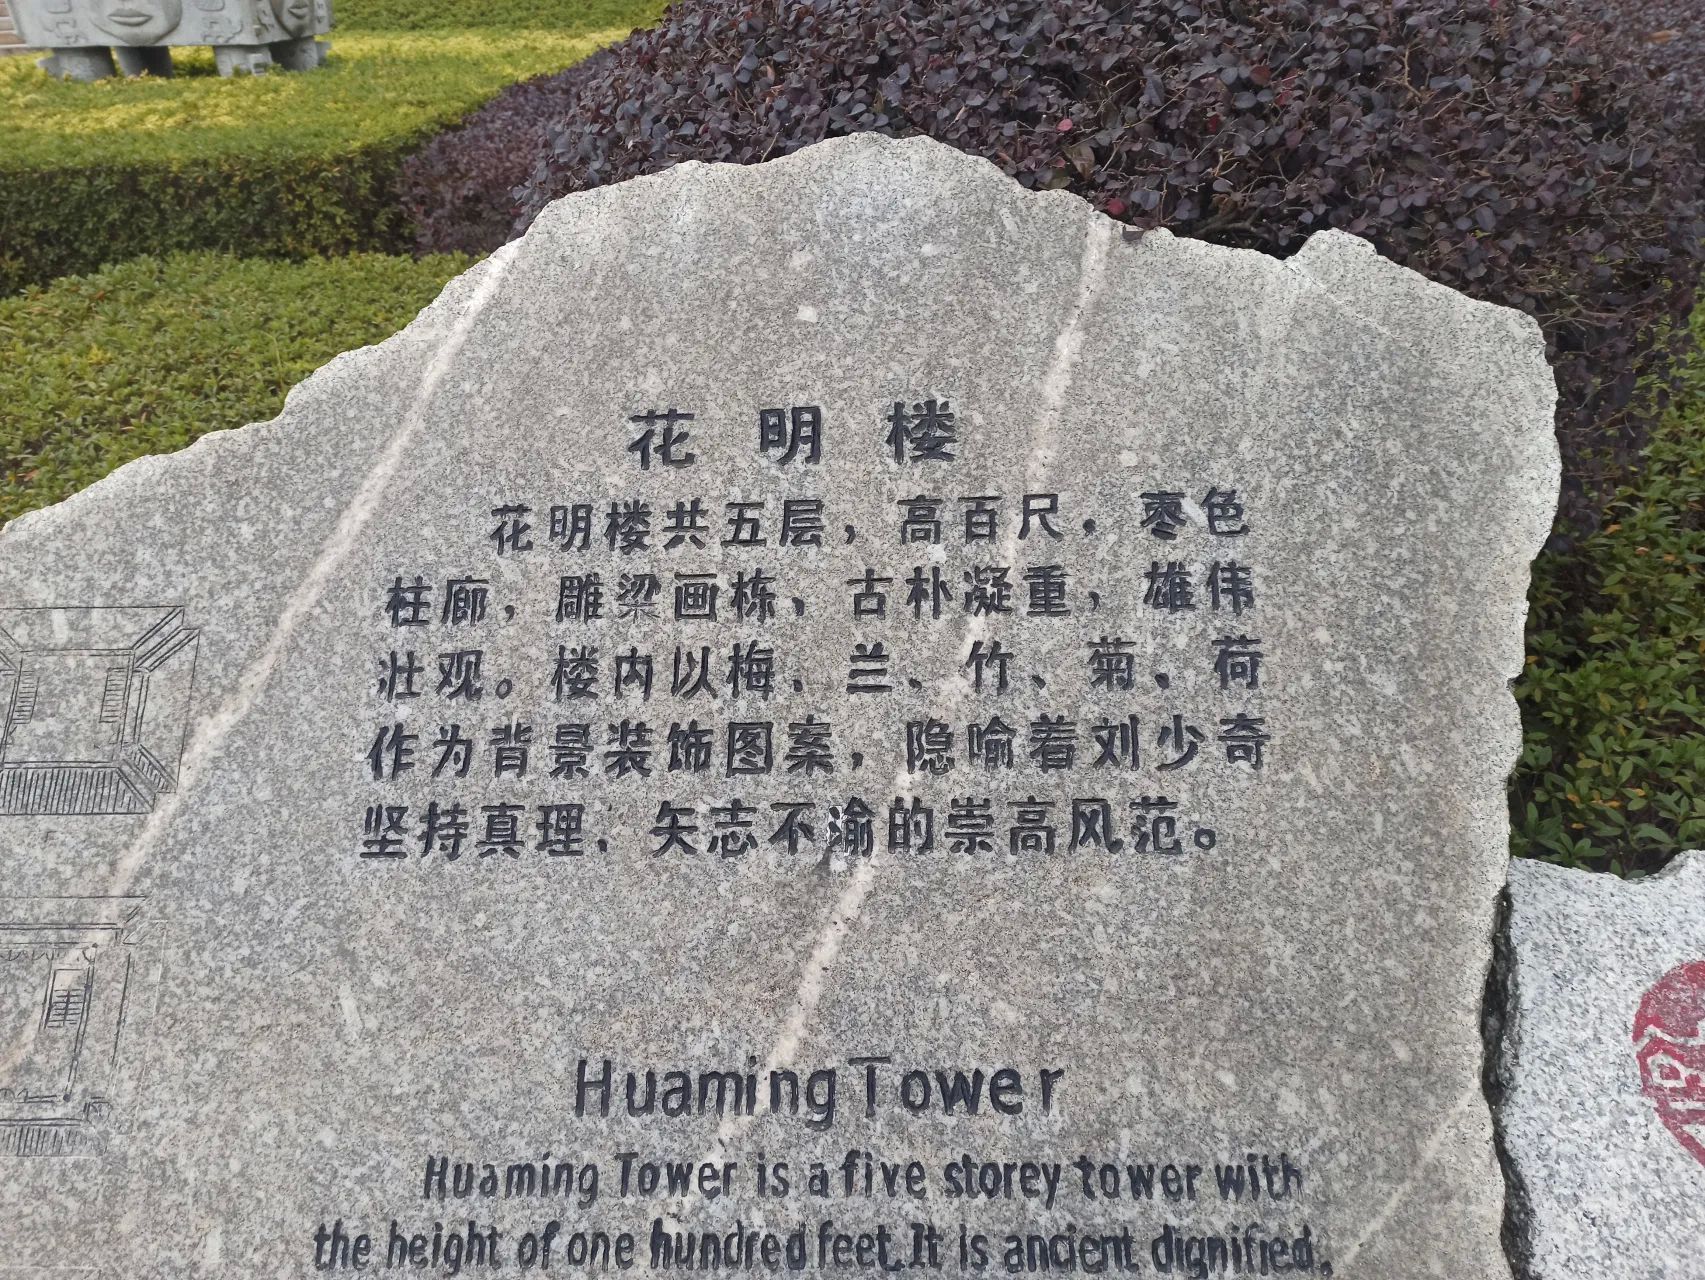 花明楼
花明楼共五层，高百尺，枣色
柱廊，雕梁画栋，古朴凝重，雄伟
壮观。楼内以梅、兰、竹、菊、荷
作为背景装饰图案，隐喻着刘少奇
坚持真理、矢志不渝的崇高风范。
Huaming Tower
Huaming Tower is a five storey tower with
the height of one hundred feet.It is ancient dignified,